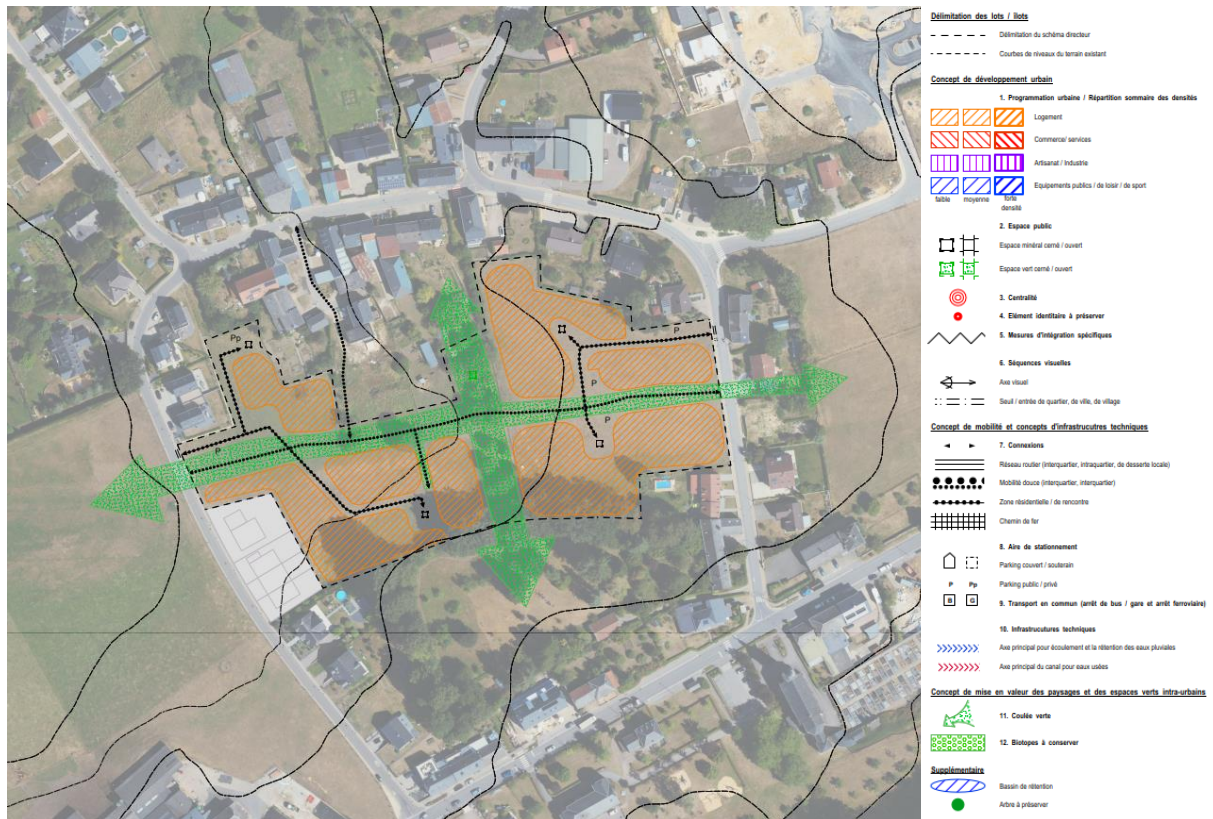 Pp
P
P
P
P
Délimitation des lots / îlots
Délimitation du schéma directeur
Courbes de niveaux du terrain existant
Concept de développement urbain
1. Programmation urbaine / Répartition sommaire des densités
Logement
Commerce/ services
Artisanat / Industrie
Equipements publics / de loisir / de sport
faible moyenne forte
densité
2. Espace public
Espace minéral cerné / ouvert
Espace vert cerné / ouvert
3. Centralité
4. Elément identitaire à préserver
5. Mesures d'intégration spécifiques
6. Séquences visuelles
Axe visuel
Seuil / entrée de quartier, de ville, de village
Concept de mobilité et concepts d'infrastrucutres techniques
7. Connexions
Réseau routier (interquartier, intraquartier, de desserte locale)
Mobilité douce (interquartier, interquartier)
Zone résidentielle / de rencontre
Chemin de fer
8. Aire de stationnement
Parking couvert / souterain
P Pp Parking public / privé
B G 9. Transport en commun (arrêt de bus / gare et arrêt ferroviaire)
10. Infrastrucutures techniques
Axe principal pour écoulement et la rétention des eaux pluviales
Axe principal du canal pour eaux usées
Concept de mise en valeur des paysages et des espaces verts intra-urbains
11. Coulée verte
12. Biotopes à conserver
Supplémentaire
Bassin de rétention
Arbre à préserver